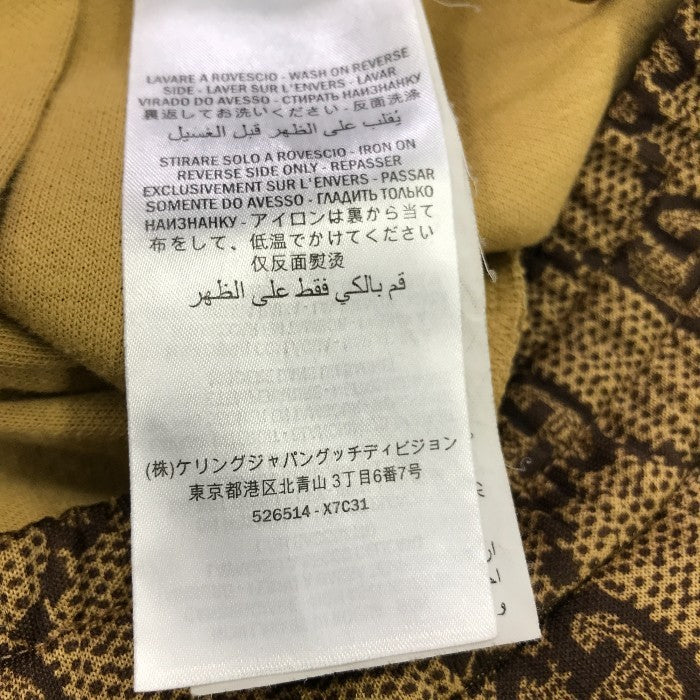 LAVARE A ROVESCIO - WASH ON REVERSE
SIDE - LAVER SUR L'ENVERS - LAVAR
VIRADO DO AVESSO - СТИРАТЬ НАИЗНАНКУ
裏返してお洗いください - 反面洗涤
يُقلب على الظهر قبل الغسيل
STIRARE SOLO A ROVESCIO - IRON ON
REVERSE SIDE ONLY - REPASSER
EXCLUSIVEMENT SUR L'ENVERS - PASSAR
SOMENTE DO AVESSO - ГЛАДИТЬ ТОЛЬКО
НАИЗНАНКУ - アイロンは裏から当て
布をして、低温でかけてください
仅反面熨烫
قم بالكي فقط على الظهر
(株)ケリングジャパングッチディビジョン
東京都港区北青山 3丁目6番7号
526514 - X7C31